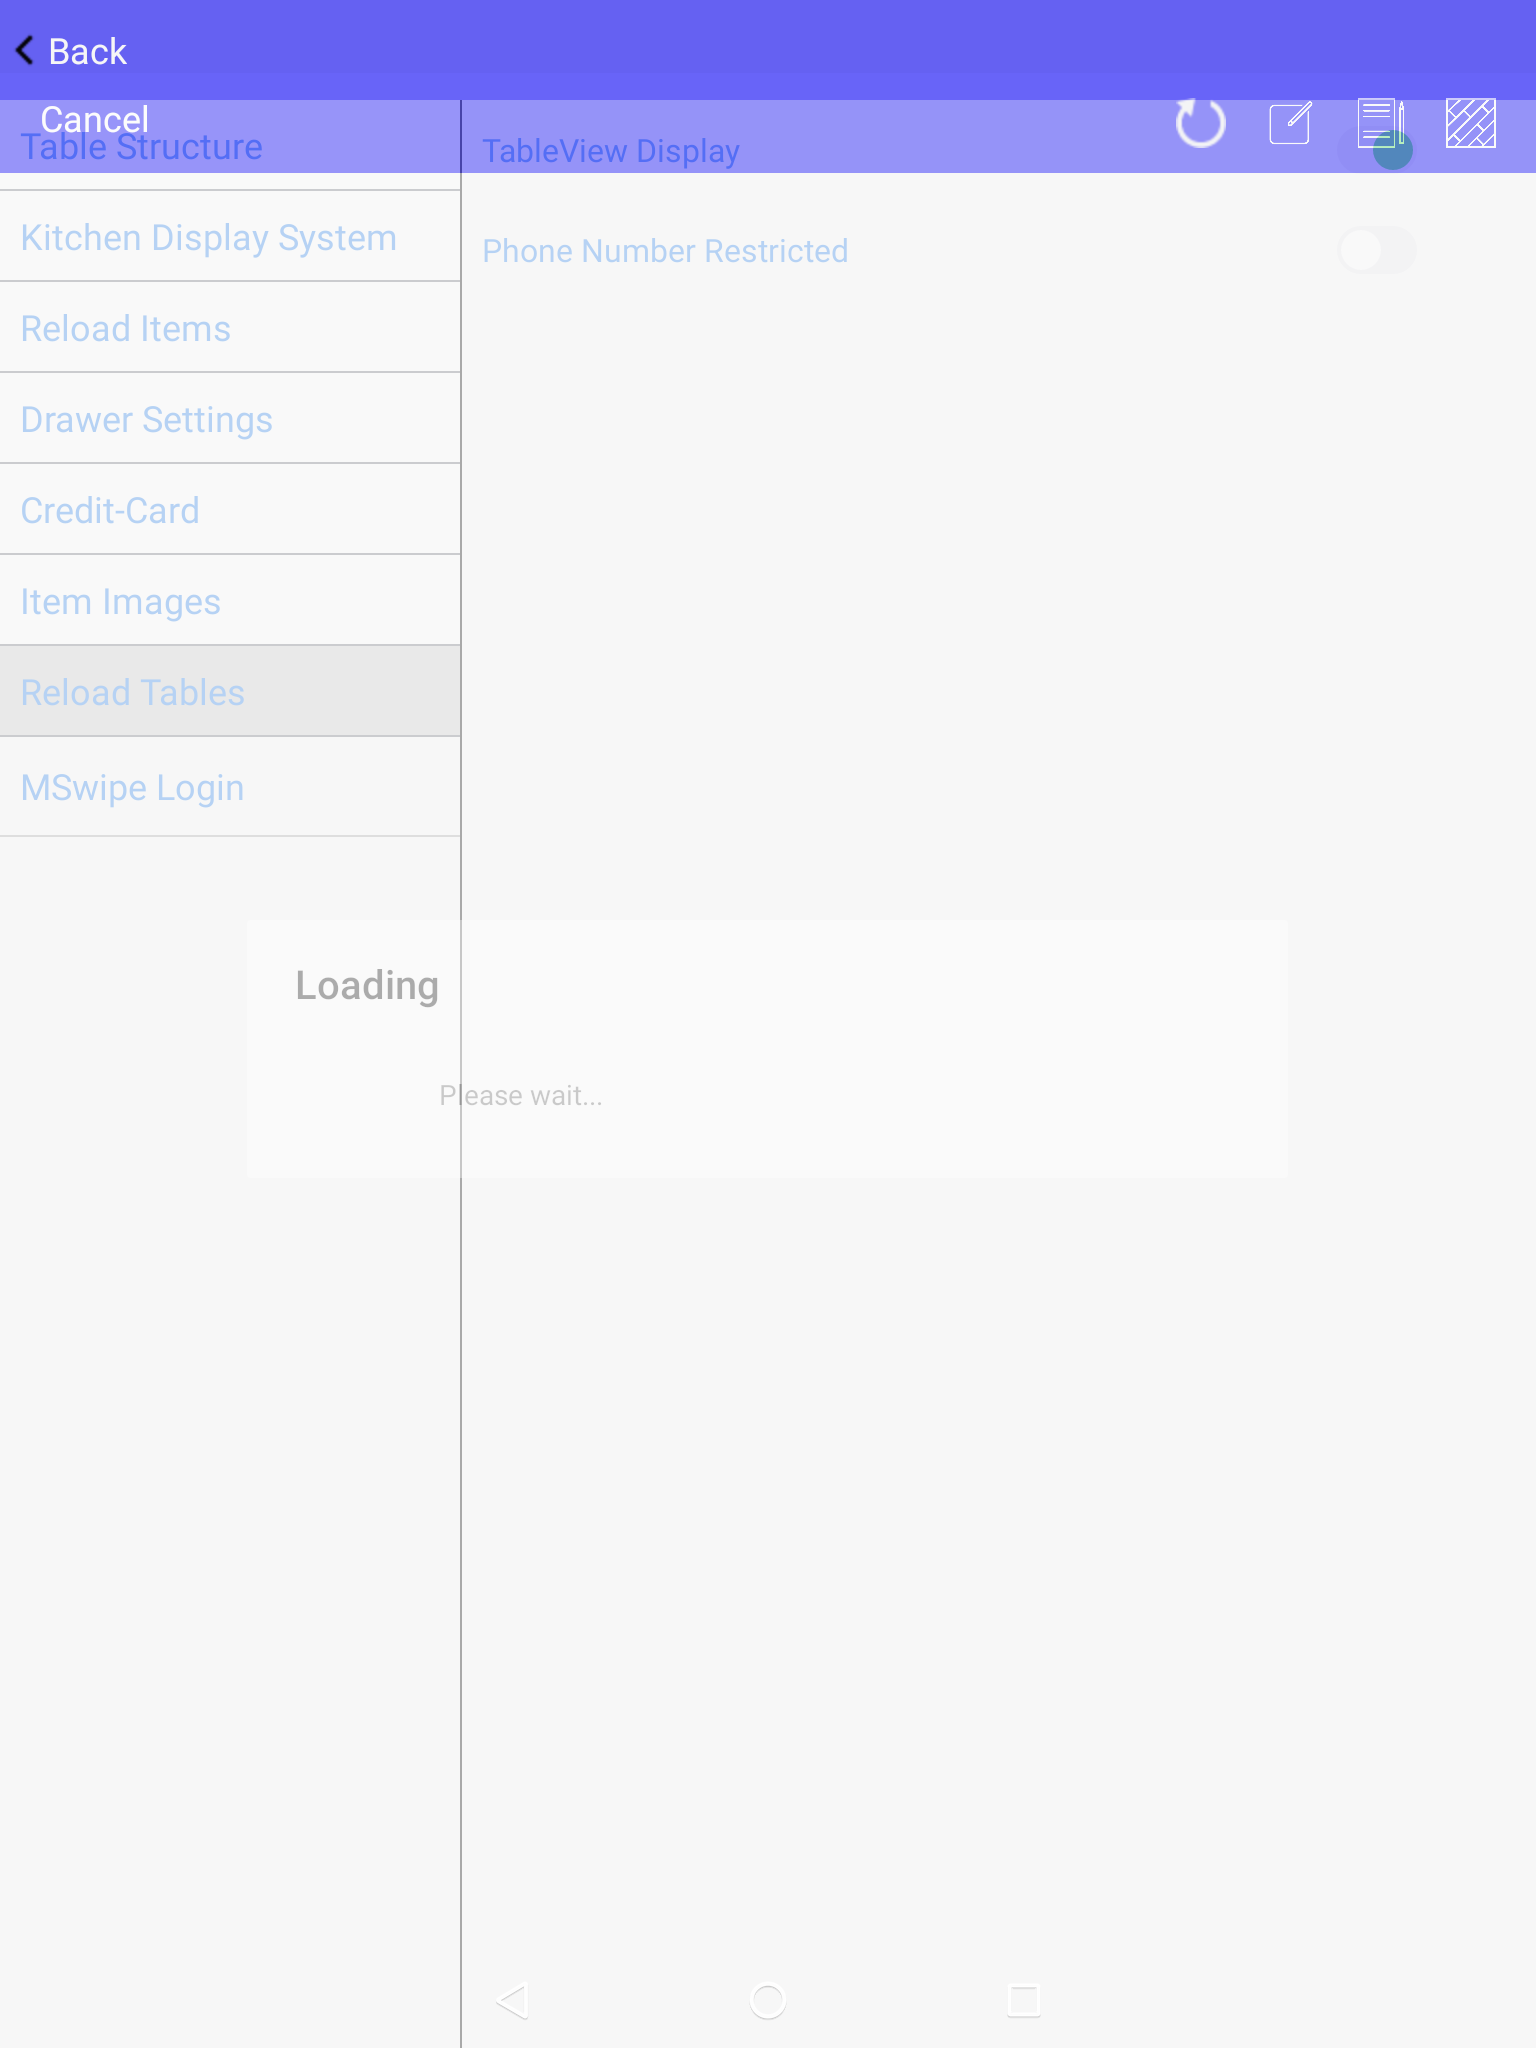 Back
Cancel
Table Structure
TableView Display
Kitchen Display System
Phone Number Restricted
Reload Items
Drawer Settings
Credit-Card
Item Images
Reload Tables
MSwipe Login
Loading
Please wait...